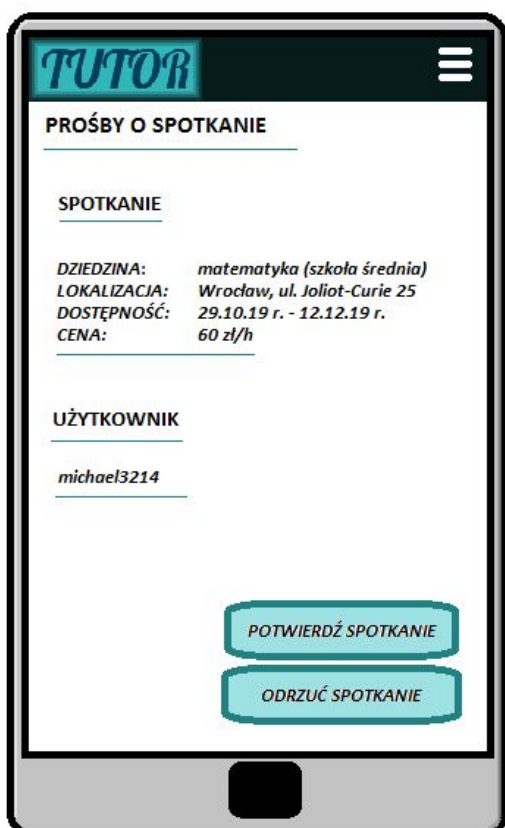 TUTOR
PROŚBY O SPOTKANIE
SPOTKANIE
DZIEDZINA: matematyka (szkoła średnia)
LOKALIZACJA: Wrocław, ul. Joliot-Curie 25
DOSTĘPNOŚĆ: 29.10.19 r. - 12.12.19 r.
CENA: 60 zł/h
UŻYTKOWNIK
michael3214
POTWIERDŹ SPOTKANIE
ODRZUĆ SPOTKANIE